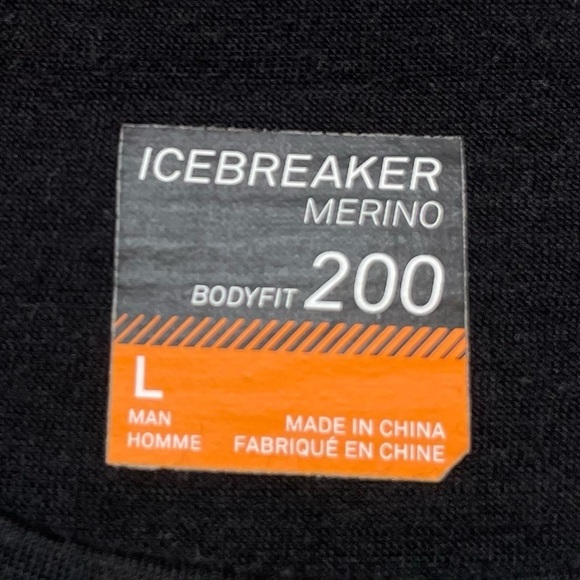 ICEBREAKER
MERINO
BODYFIT 200
L
MAN
HOMME
MADE IN CHINA
FABRIQUÉ EN CHINE